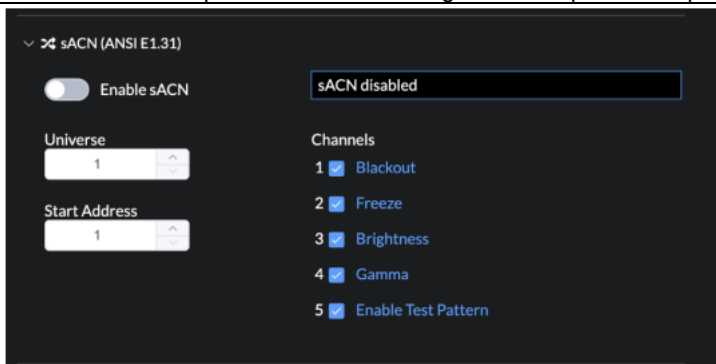 sACN (ANSI E1.31)
Enable sACN
sACN disabled
Universe
1
Start Address
1
Channels
1 Blackout
2 Freeze
3 Brightness
4 Gamma
5 Enable Test Pattern